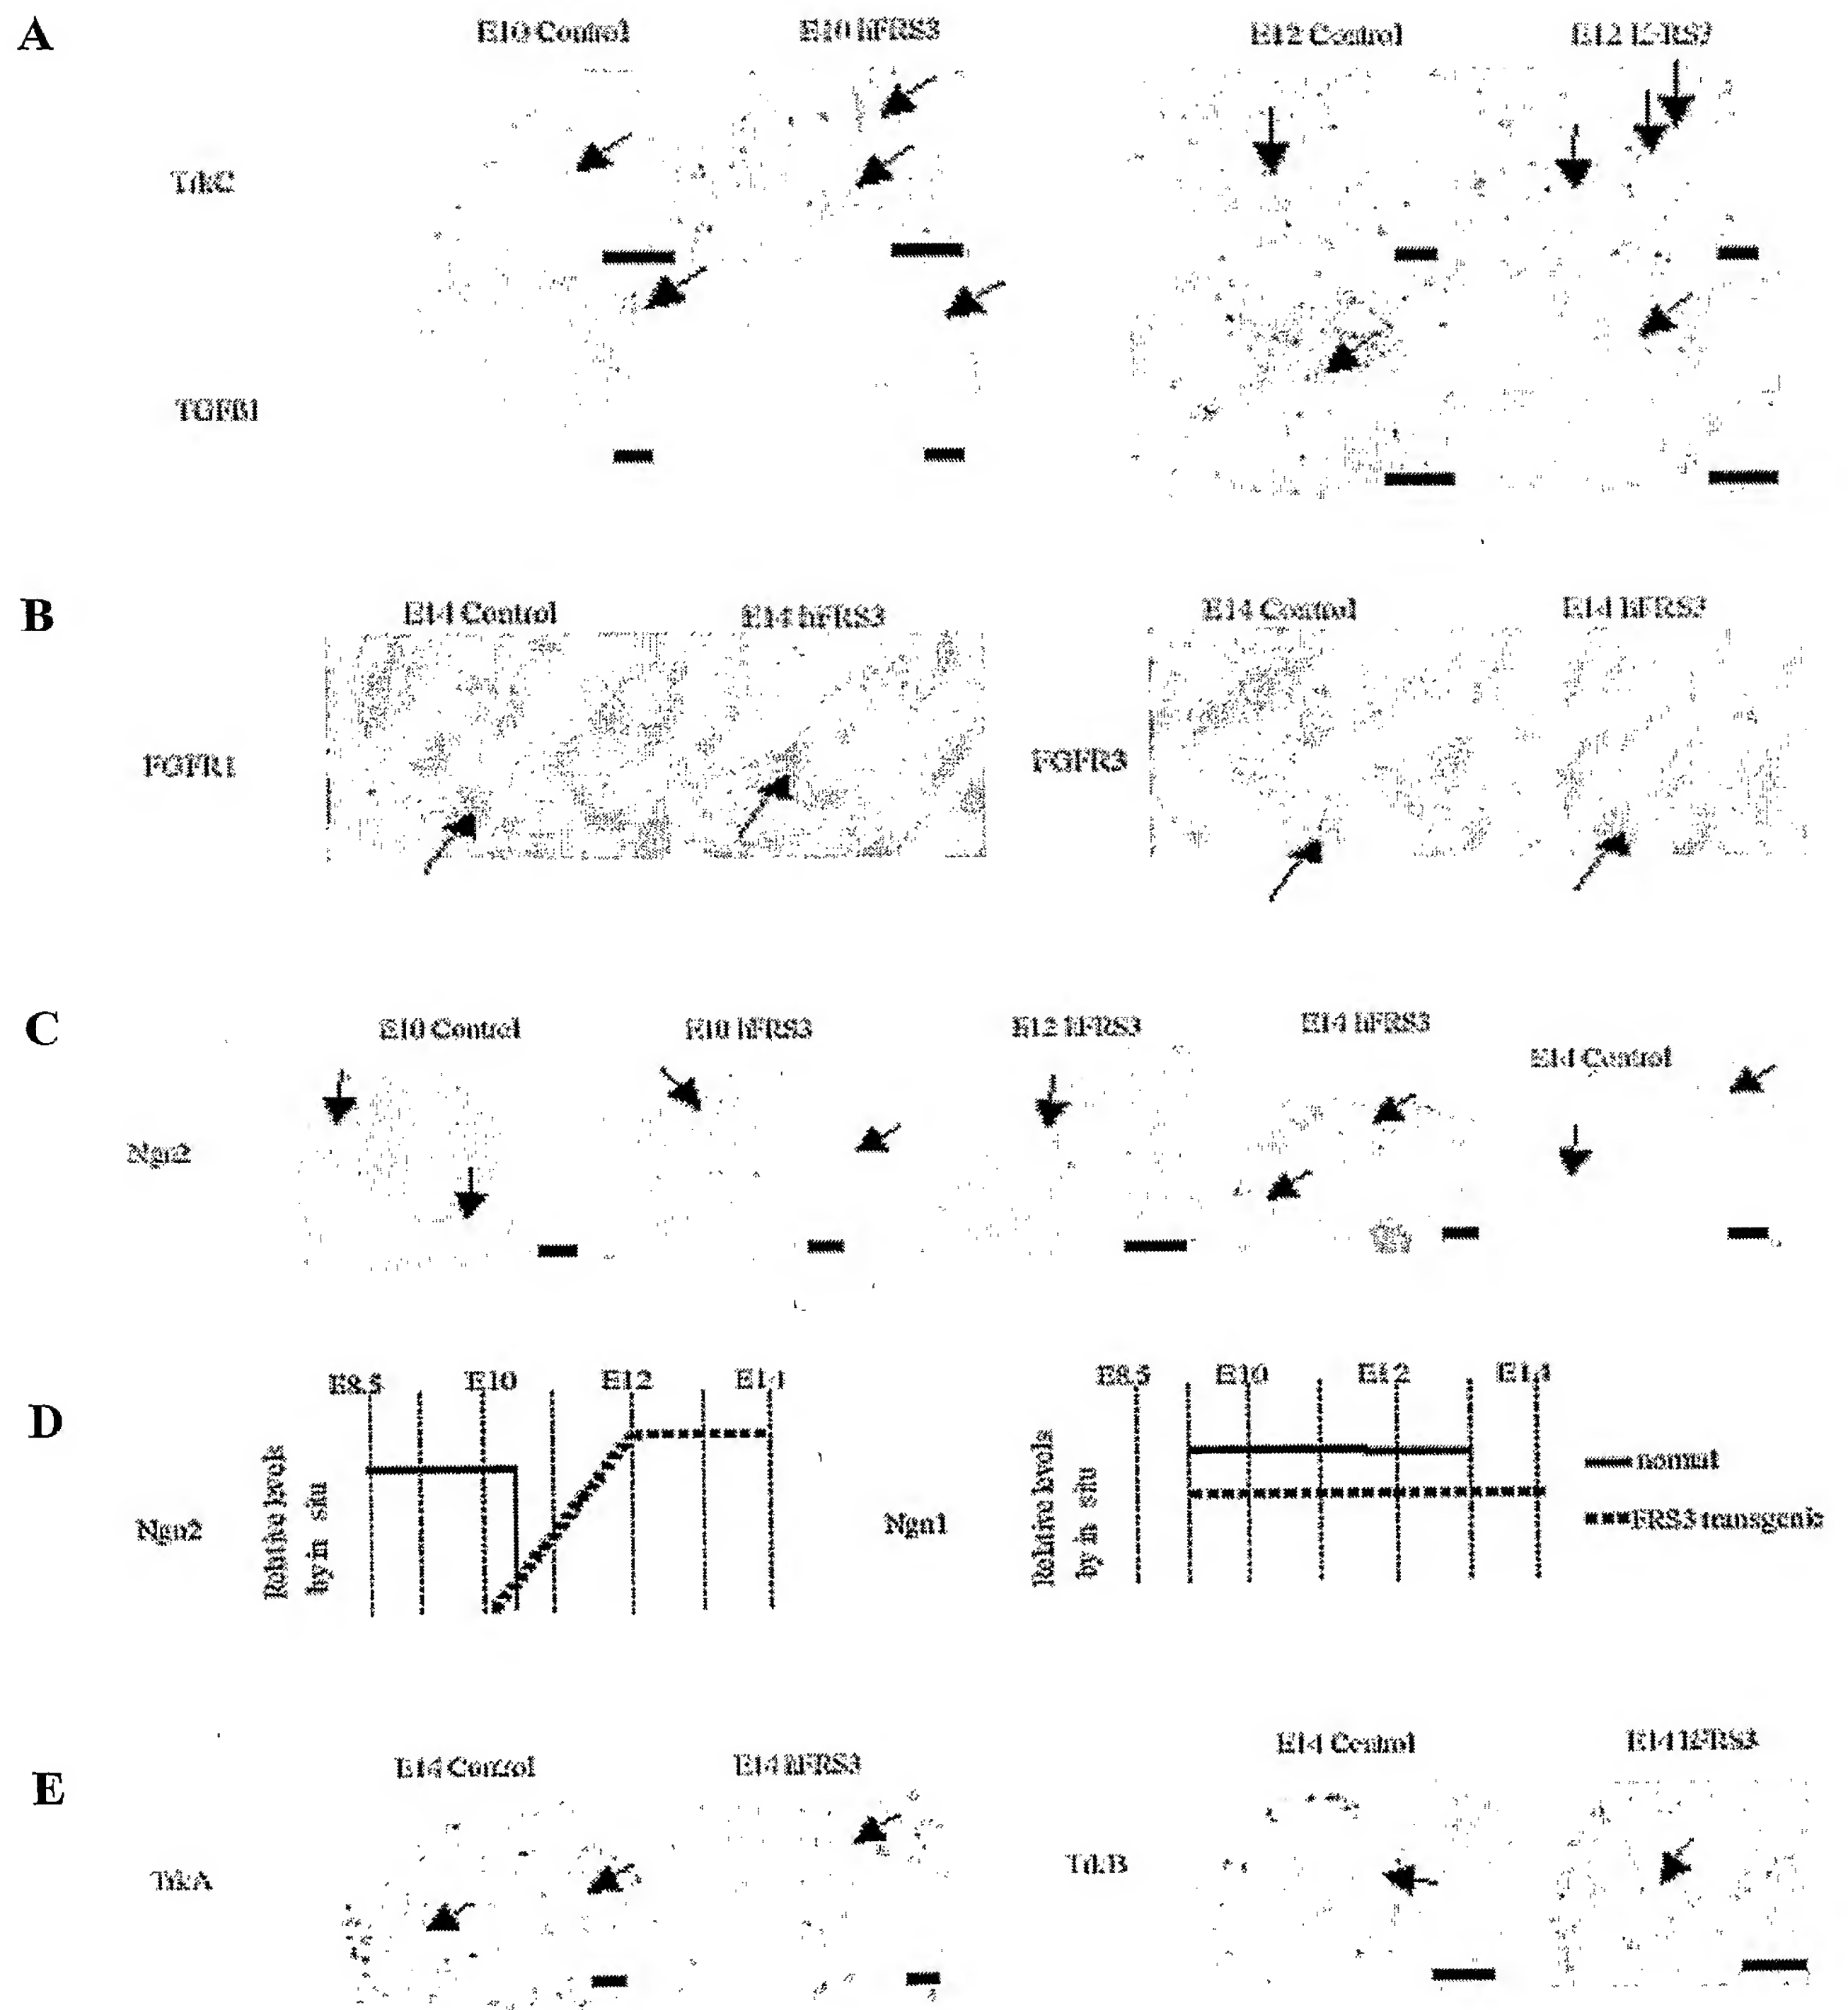 A
E10 Control E10 hFRS3 E12 Control E12
TrkC
TGFB1
B
E14 Control E14 hFRS3 E14 Control E14 hFRS3
FGFR1 FGFR3
C
E10 Control E10 hFRS3 E12 hFRS3 E14 hFRS3 E14 Control
Ngn2
D
E8.5 E10 E12 E14 E8.5 E10 E12 E14
Relative levels
by in situ
Relative levels
by in situ
Ngn2 Ngn1
normal
FRS3 transgenic
E
E14 Control E14 hFRS3 E14 Control E14 hFRS3
TrkA TrkB